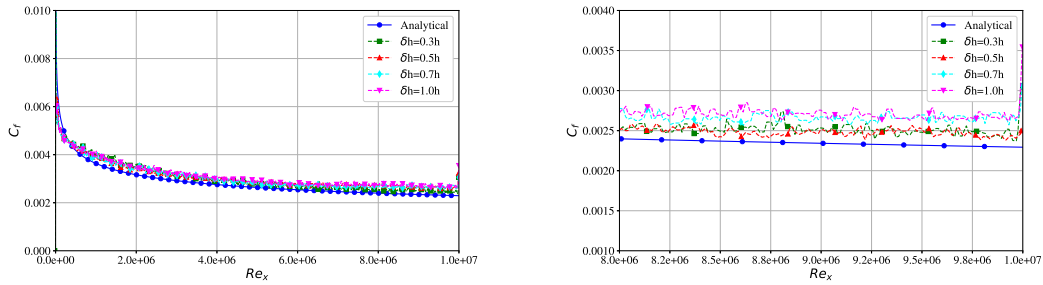 0.010
0.008
0.006
0.004
0.002
0.000
C_f
0.0e+00
2.0e+06
4.0e+06
6.0e+06
8.0e+06
1.0e+07
Re_x
Analytical
δh=0.3h
δh=0.5h
δh=0.7h
δh=1.0h
0.0040
0.0035
0.0030
0.0025
0.0020
0.0015
0.0010
C_f
8.0e+06
8.2e+06
8.5e+06
8.8e+06
9.0e+06
9.2e+06
9.5e+06
9.8e+06
1.0e+07
Re_x
Analytical
δh=0.3h
δh=0.5h
δh=0.7h
δh=1.0h